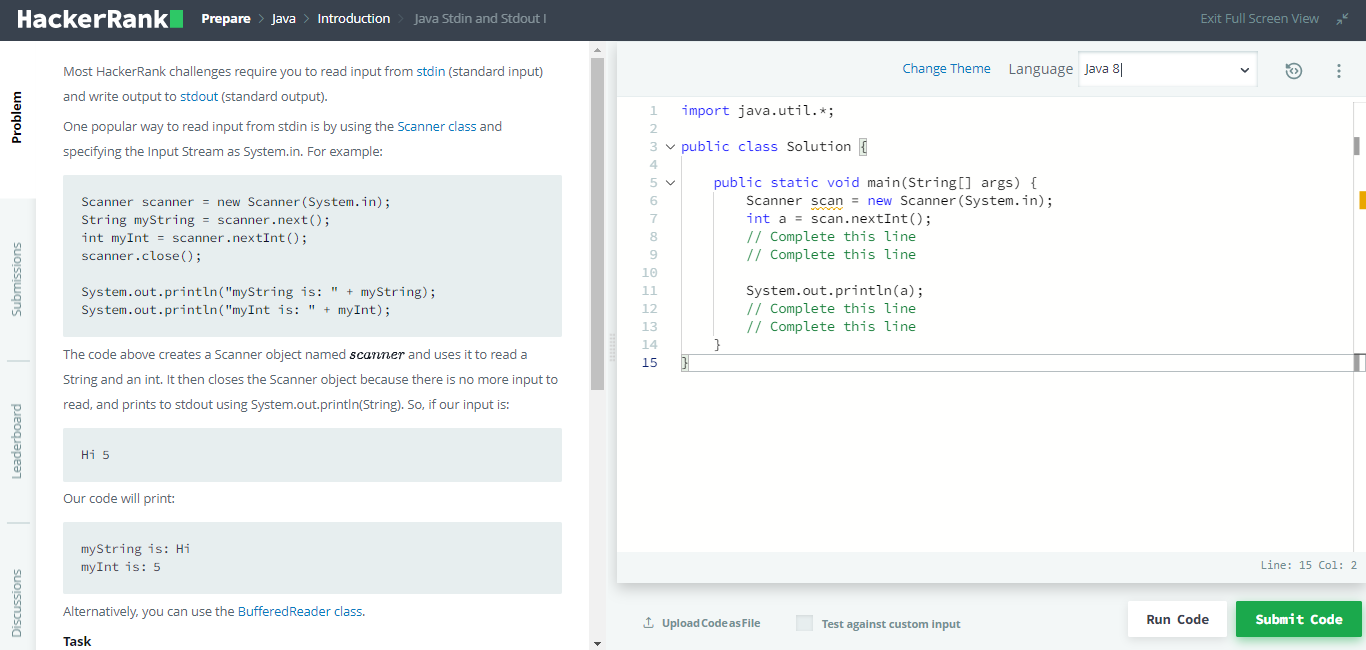 HackerRank Prepare > Java > Introduction > Java Stdin and Stdout I Exit Full Screen View
Problem
Submissions
Leaderboard
Discussions
Most HackerRank challenges require you to read input from stdin (standard input)
and write output to stdout (standard output).
One popular way to read input from stdin is by using the Scanner class and
specifying the Input Stream as System.in. For example:
Scanner scanner = new Scanner(System.in);
String myString = scanner.next();
int myInt = scanner.nextInt();
scanner.close();
System.out.println("myString is: " + myString);
System.out.println("myInt is: " + myInt);
The code above creates a Scanner object named scanner and uses it to read a
String and an int. It then closes the Scanner object because there is no more input to
read, and prints to stdout using System.out.println(String). So, if our input is:
Hi 5
Our code will print:
myString is: Hi
myInt is: 5
Alternatively, you can use the BufferedReader class.
Task
Change Theme Language Java 8
1 import java.util.*;
2
3 public class Solution {
4
5 public static void main(String[] args) {
6 Scanner scan = new Scanner(System.in);
7 int a = scan.nextInt();
8 // Complete this line
9 // Complete this line
10
11 System.out.println(a);
12 // Complete this line
13 // Complete this line
14 }
15 }
Line: 15 Col: 2
Upload Code as File Test against custom input Run Code Submit Code